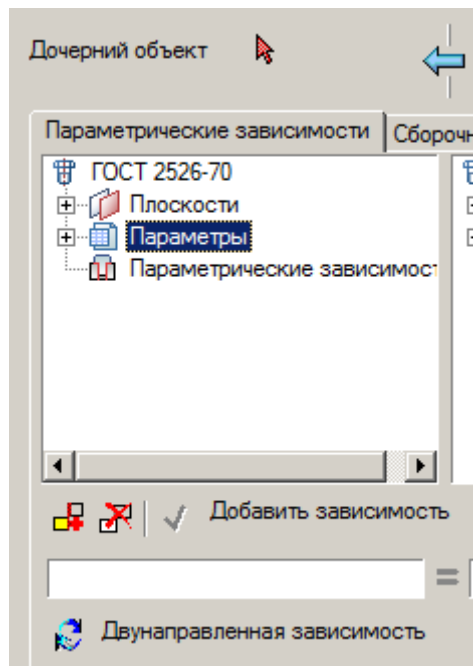 Дочерний объект
Параметрические зависимости
Сборочн
ГОСТ 2526-70
Плоскости
Параметры
Параметрические зависимост
Добавить зависимость
=
Двунаправленная зависимость